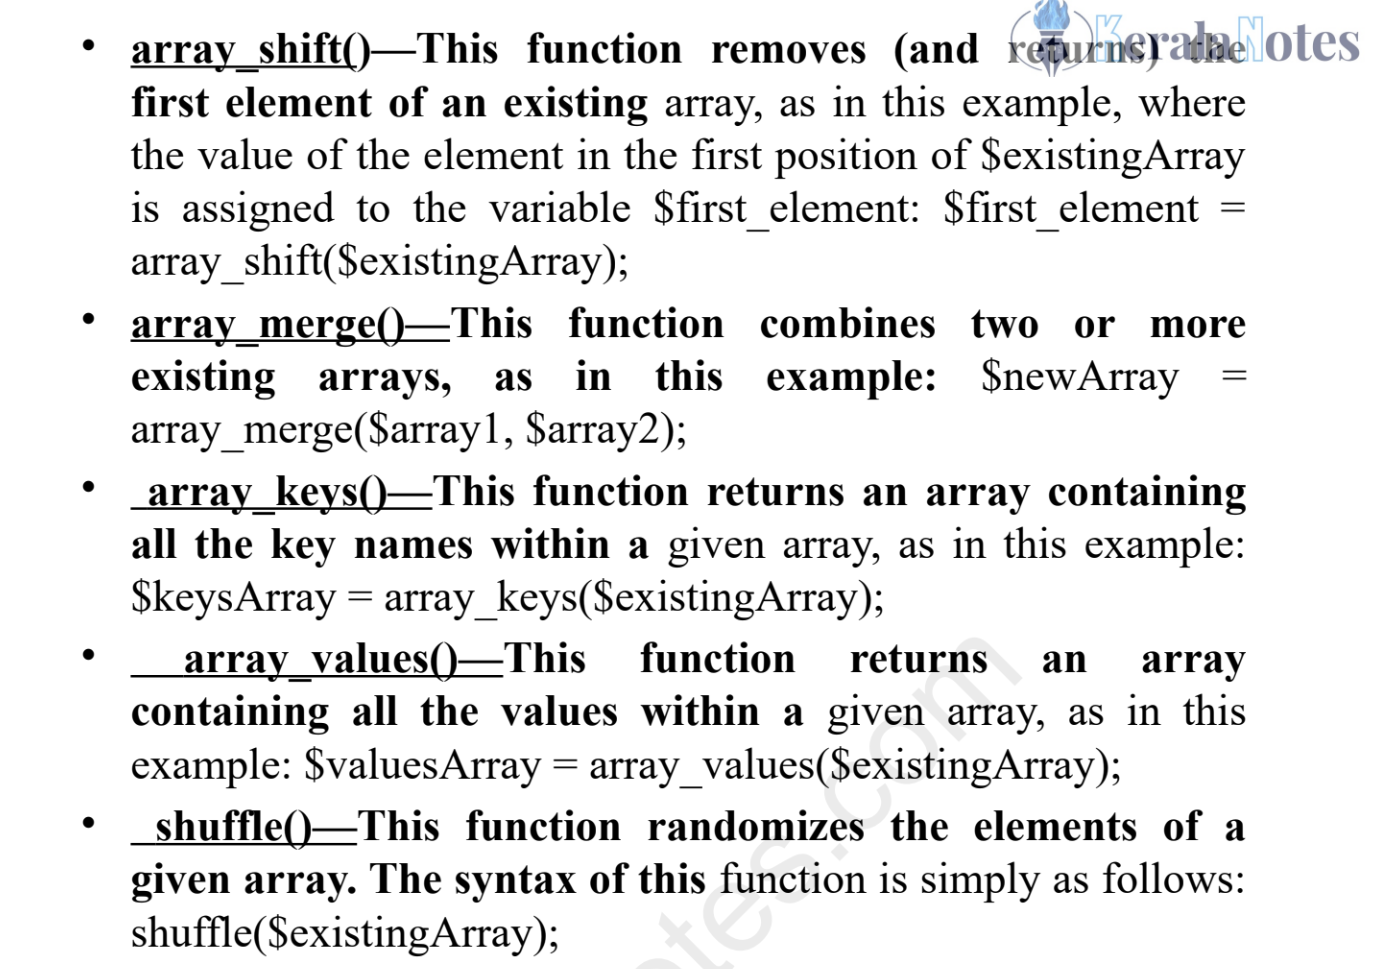 KeralaNotes
• array_shift()—This function removes (and returns) the
first element of an existing array, as in this example, where
the value of the element in the first position of $existingArray
is assigned to the variable $first_element: $first_element =
array_shift($existingArray);
• array_merge()—This function combines two or more
existing arrays, as in this example: $newArray =
array_merge($array1, $array2);
• array_keys()—This function returns an array containing
all the key names within a given array, as in this example:
$keysArray = array_keys($existingArray);
• array_values()—This function returns an array
containing all the values within a given array, as in this
example: $valuesArray = array_values($existingArray);
• shuffle()—This function randomizes the elements of a
given array. The syntax of this function is simply as follows:
shuffle($existingArray);
tes.com